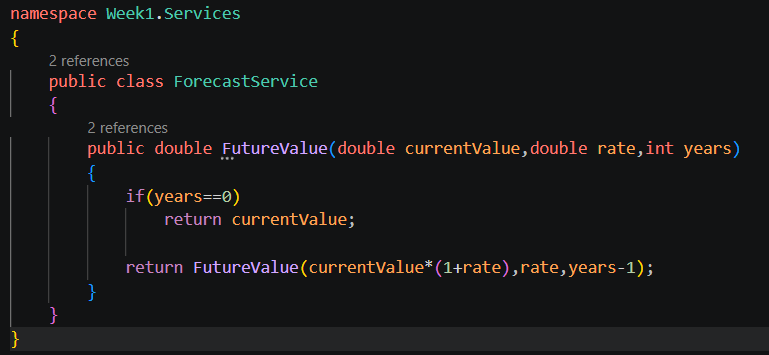 namespace Week1.Services
{
2 references
public class ForecastService
{
2 references
public double FutureValue(double currentValue,double rate,int years)
{
if(years==0)
return currentValue;
return FutureValue(currentValue*(1+rate),rate,years-1);
}
}
}